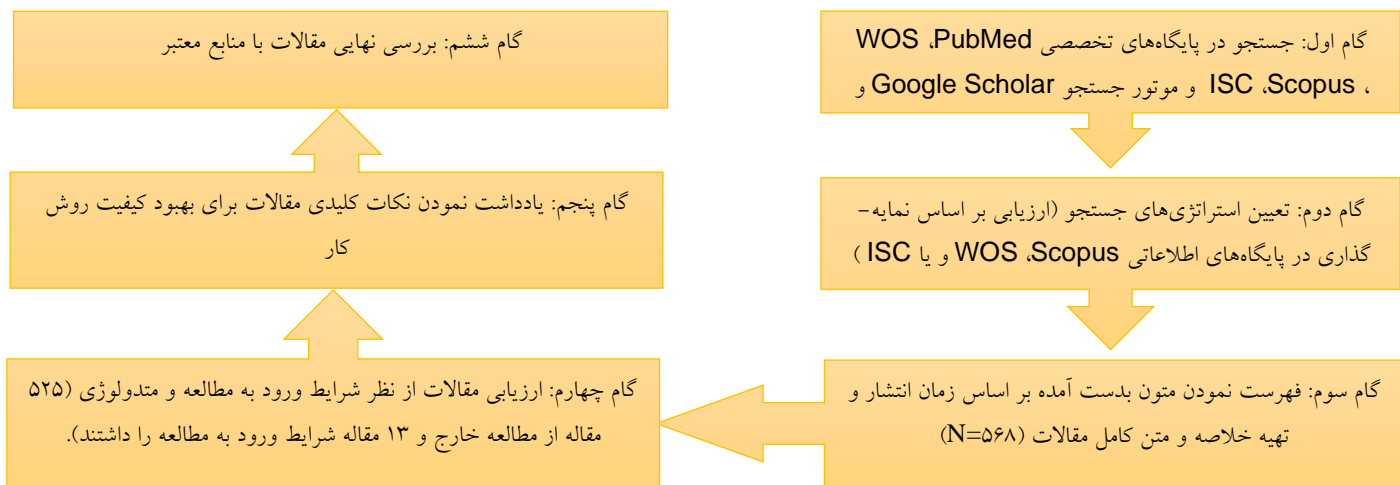 گام اول: جستجو در پایگاه‌های تخصصی PubMed، WOS
، Scopus، ISC و موتور جستجو Google Scholar و
گام دوم: تعیین استراتژی‌های جستجو (ارزیابی بر اساس نمایه-
گذاری در پایگاه‌های اطلاعاتی Scopus، WOS و یا ISC )
گام سوم: فهرست نمودن متون بدست آمده بر اساس زمان انتشار و
تهیه خلاصه و متن کامل مقالات (N=۵۶۸)
گام چهارم: ارزیابی مقالات از نظر شرایط ورود به مطالعه و متدولوژی (۵۲۵
مقاله از مطالعه خارج و ۱۳ مقاله شرایط ورود به مطالعه را داشتند).
گام پنجم: یادداشت نمودن نکات کلیدی مقالات برای بهبود کیفیت روش
کار
گام ششم: بررسی نهایی مقالات با منابع معتبر